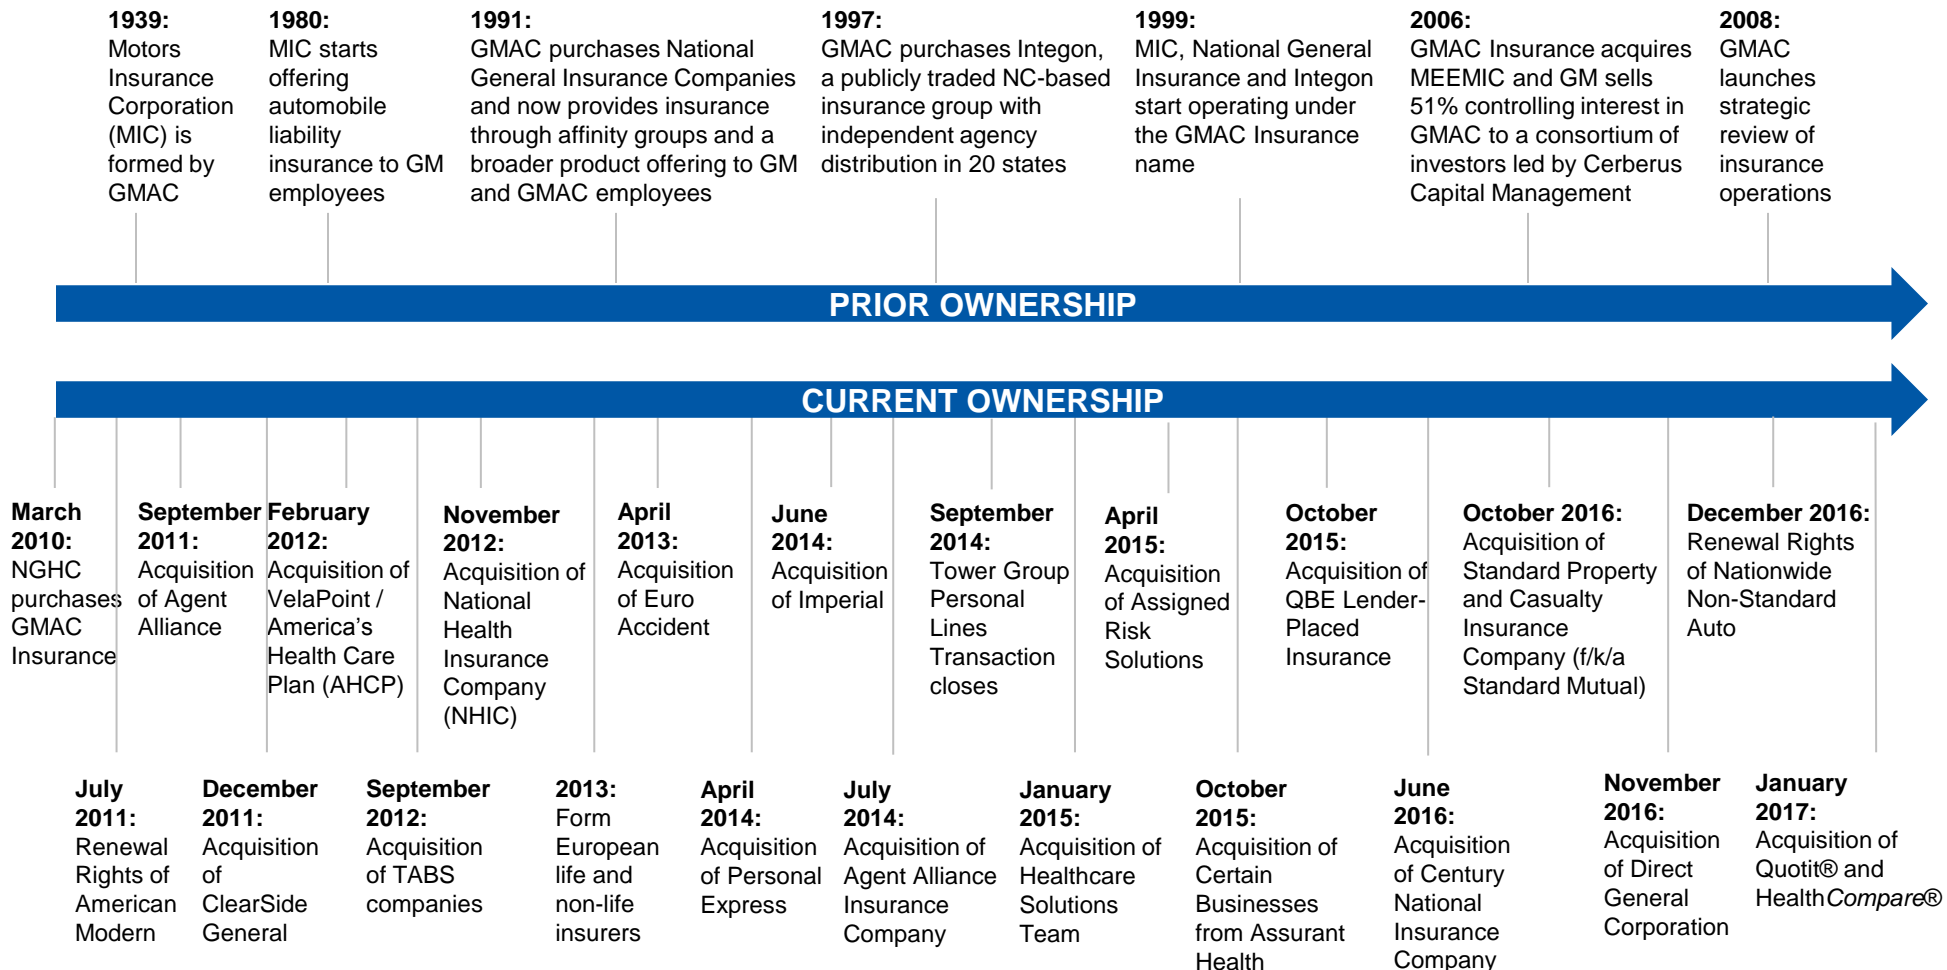 1939:
Motors
Insurance
Corporation
(MIC) is
formed by
GMAC
1980:
MIC starts
offering
automobile
liability
insurance to GM
employees
1991:
GMAC purchases National
General Insurance Companies
and now provides insurance
through affinity groups and a
broader product offering to GM
and GMAC employees
1997:
GMAC purchases Integon,
a publicly traded NC-based
insurance group with
independent agency
distribution in 20 states
1999:
MIC, National General
Insurance and Integon
start operating under
the GMAC Insurance
name
2006:
GMAC Insurance acquires
MEEMIC and GM sells
51% controlling interest in
GMAC to a consortium of
investors led by Cerberus
Capital Management
2008:
GMAC
launches
strategic
review of
insurance
operations
PRIOR OWNERSHIP
CURRENT OWNERSHIP
March
2010:
NGHC
purchases
GMAC
Insurance
September
2011:
Acquisition
of Agent
Alliance
February
2012:
Acquisition of
VelaPoint /
America's
Health Care
Plan (AHCP)
November
2012:
Acquisition of
National
Health
Insurance
Company
(NHIC)
April
2013:
Acquisition
of Euro
Accident
June
2014:
Acquisition
of Imperial
September
2014:
Tower Group
Personal
Lines
Transaction
closes
April
2015:
Acquisition
of Assigned
Risk
Solutions
October
2015:
Acquisition of
QBE Lender-
Placed
Insurance
October 2016:
Acquisition of
Standard Property
and Casualty
Insurance
Company (f/k/a
Standard Mutual)
December 2016:
Renewal Rights
of Nationwide
Non-Standard
Auto
July
2011:
Renewal
Rights of
American
Modern
December
2011:
Acquisition
of
ClearSide
General
September
2012:
Acquisition
of TABS
companies
2013:
Form
European
life and
non-life
insurers
April
2014:
Acquisition
of Personal
Express
July
2014:
Acquisition of
Agent Alliance
Insurance
Company
January
2015:
Acquisition of
Healthcare
Solutions
Team
October
2015:
Acquisition of
Certain
Businesses
from Assurant
Health
June
2016:
Acquisition
of Century
National
Insurance
Company
November
2016:
Acquisition
of Direct
General
Corporation
January
2017:
Acquisition of
Quotit® and
HealthCompare®